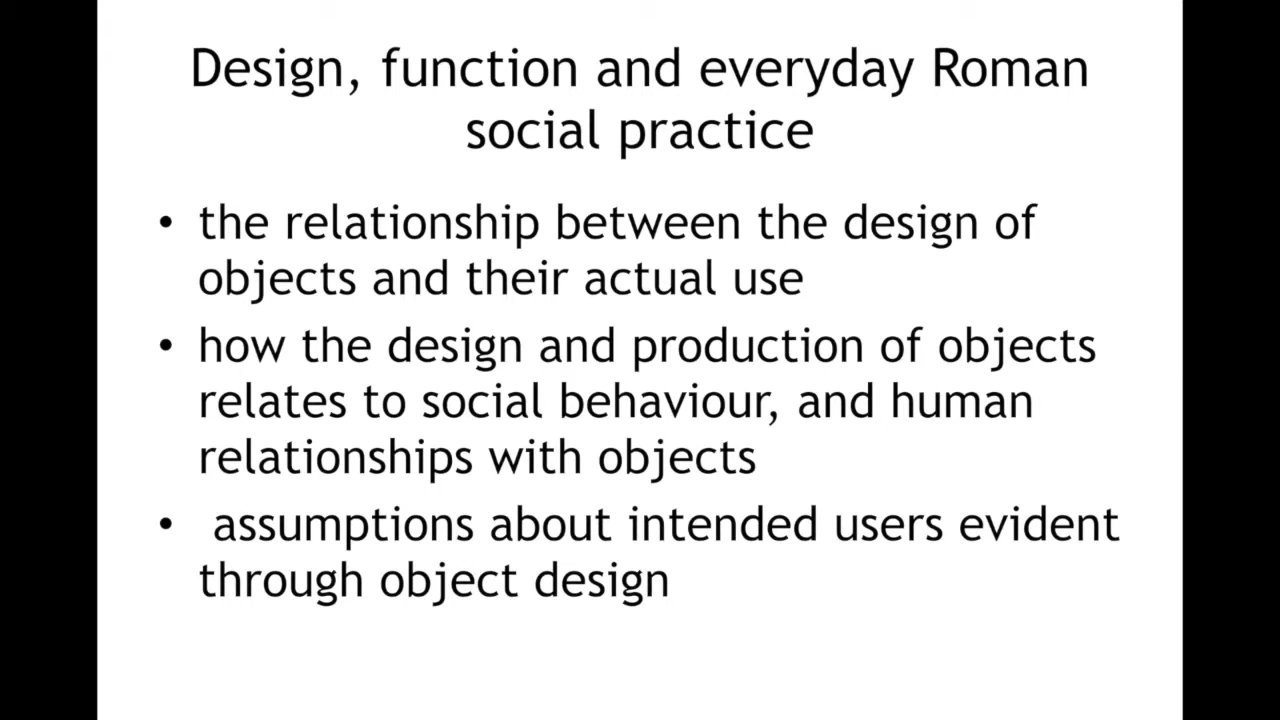 Design, function and everyday Roman
social practice
• the relationship between the design of
objects and their actual use
• how the design and production of objects
relates to social behaviour, and human
relationships with objects
• assumptions about intended users evident
through object design